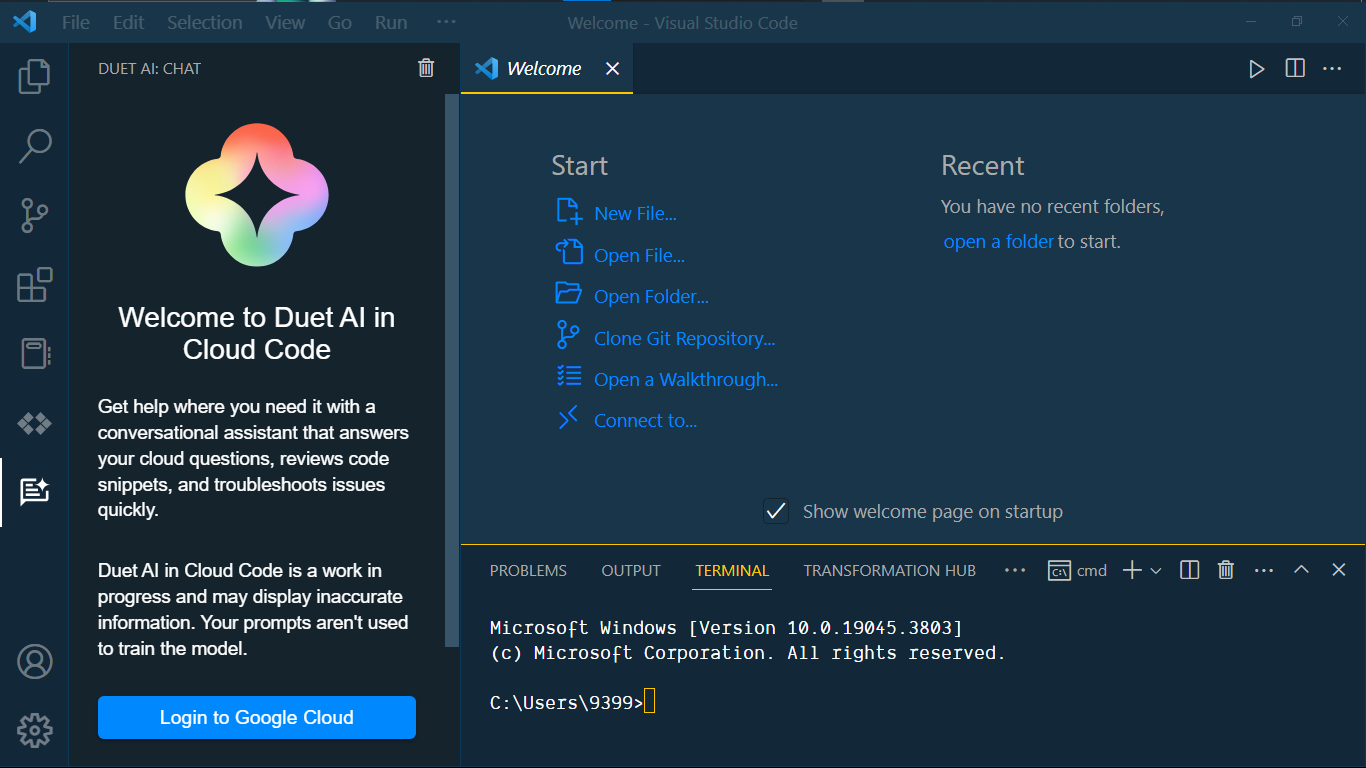 File Edit Selection View Go Run ···
Welcome - Visual Studio Code
DUET AI: CHAT
Welcome to Duet AI in
Cloud Code
Get help where you need it with a
conversational assistant that answers
your cloud questions, reviews code
snippets, and troubleshoots issues
quickly.
Duet AI in Cloud Code is a work in
progress and may display inaccurate
information. Your prompts aren't used
to train the model.
Login to Google Cloud
Welcome
Start
New File...
Open File...
Open Folder...
Clone Git Repository...
Open a Walkthrough...
Connect to...
Recent
You have no recent folders,
open a folder to start.
Show welcome page on startup
PROBLEMS OUTPUT TERMINAL TRANSFORMATION HUB ··· cmd
Microsoft Windows [Version 10.0.19045.3803]
(c) Microsoft Corporation. All rights reserved.
C:\Users\9399>